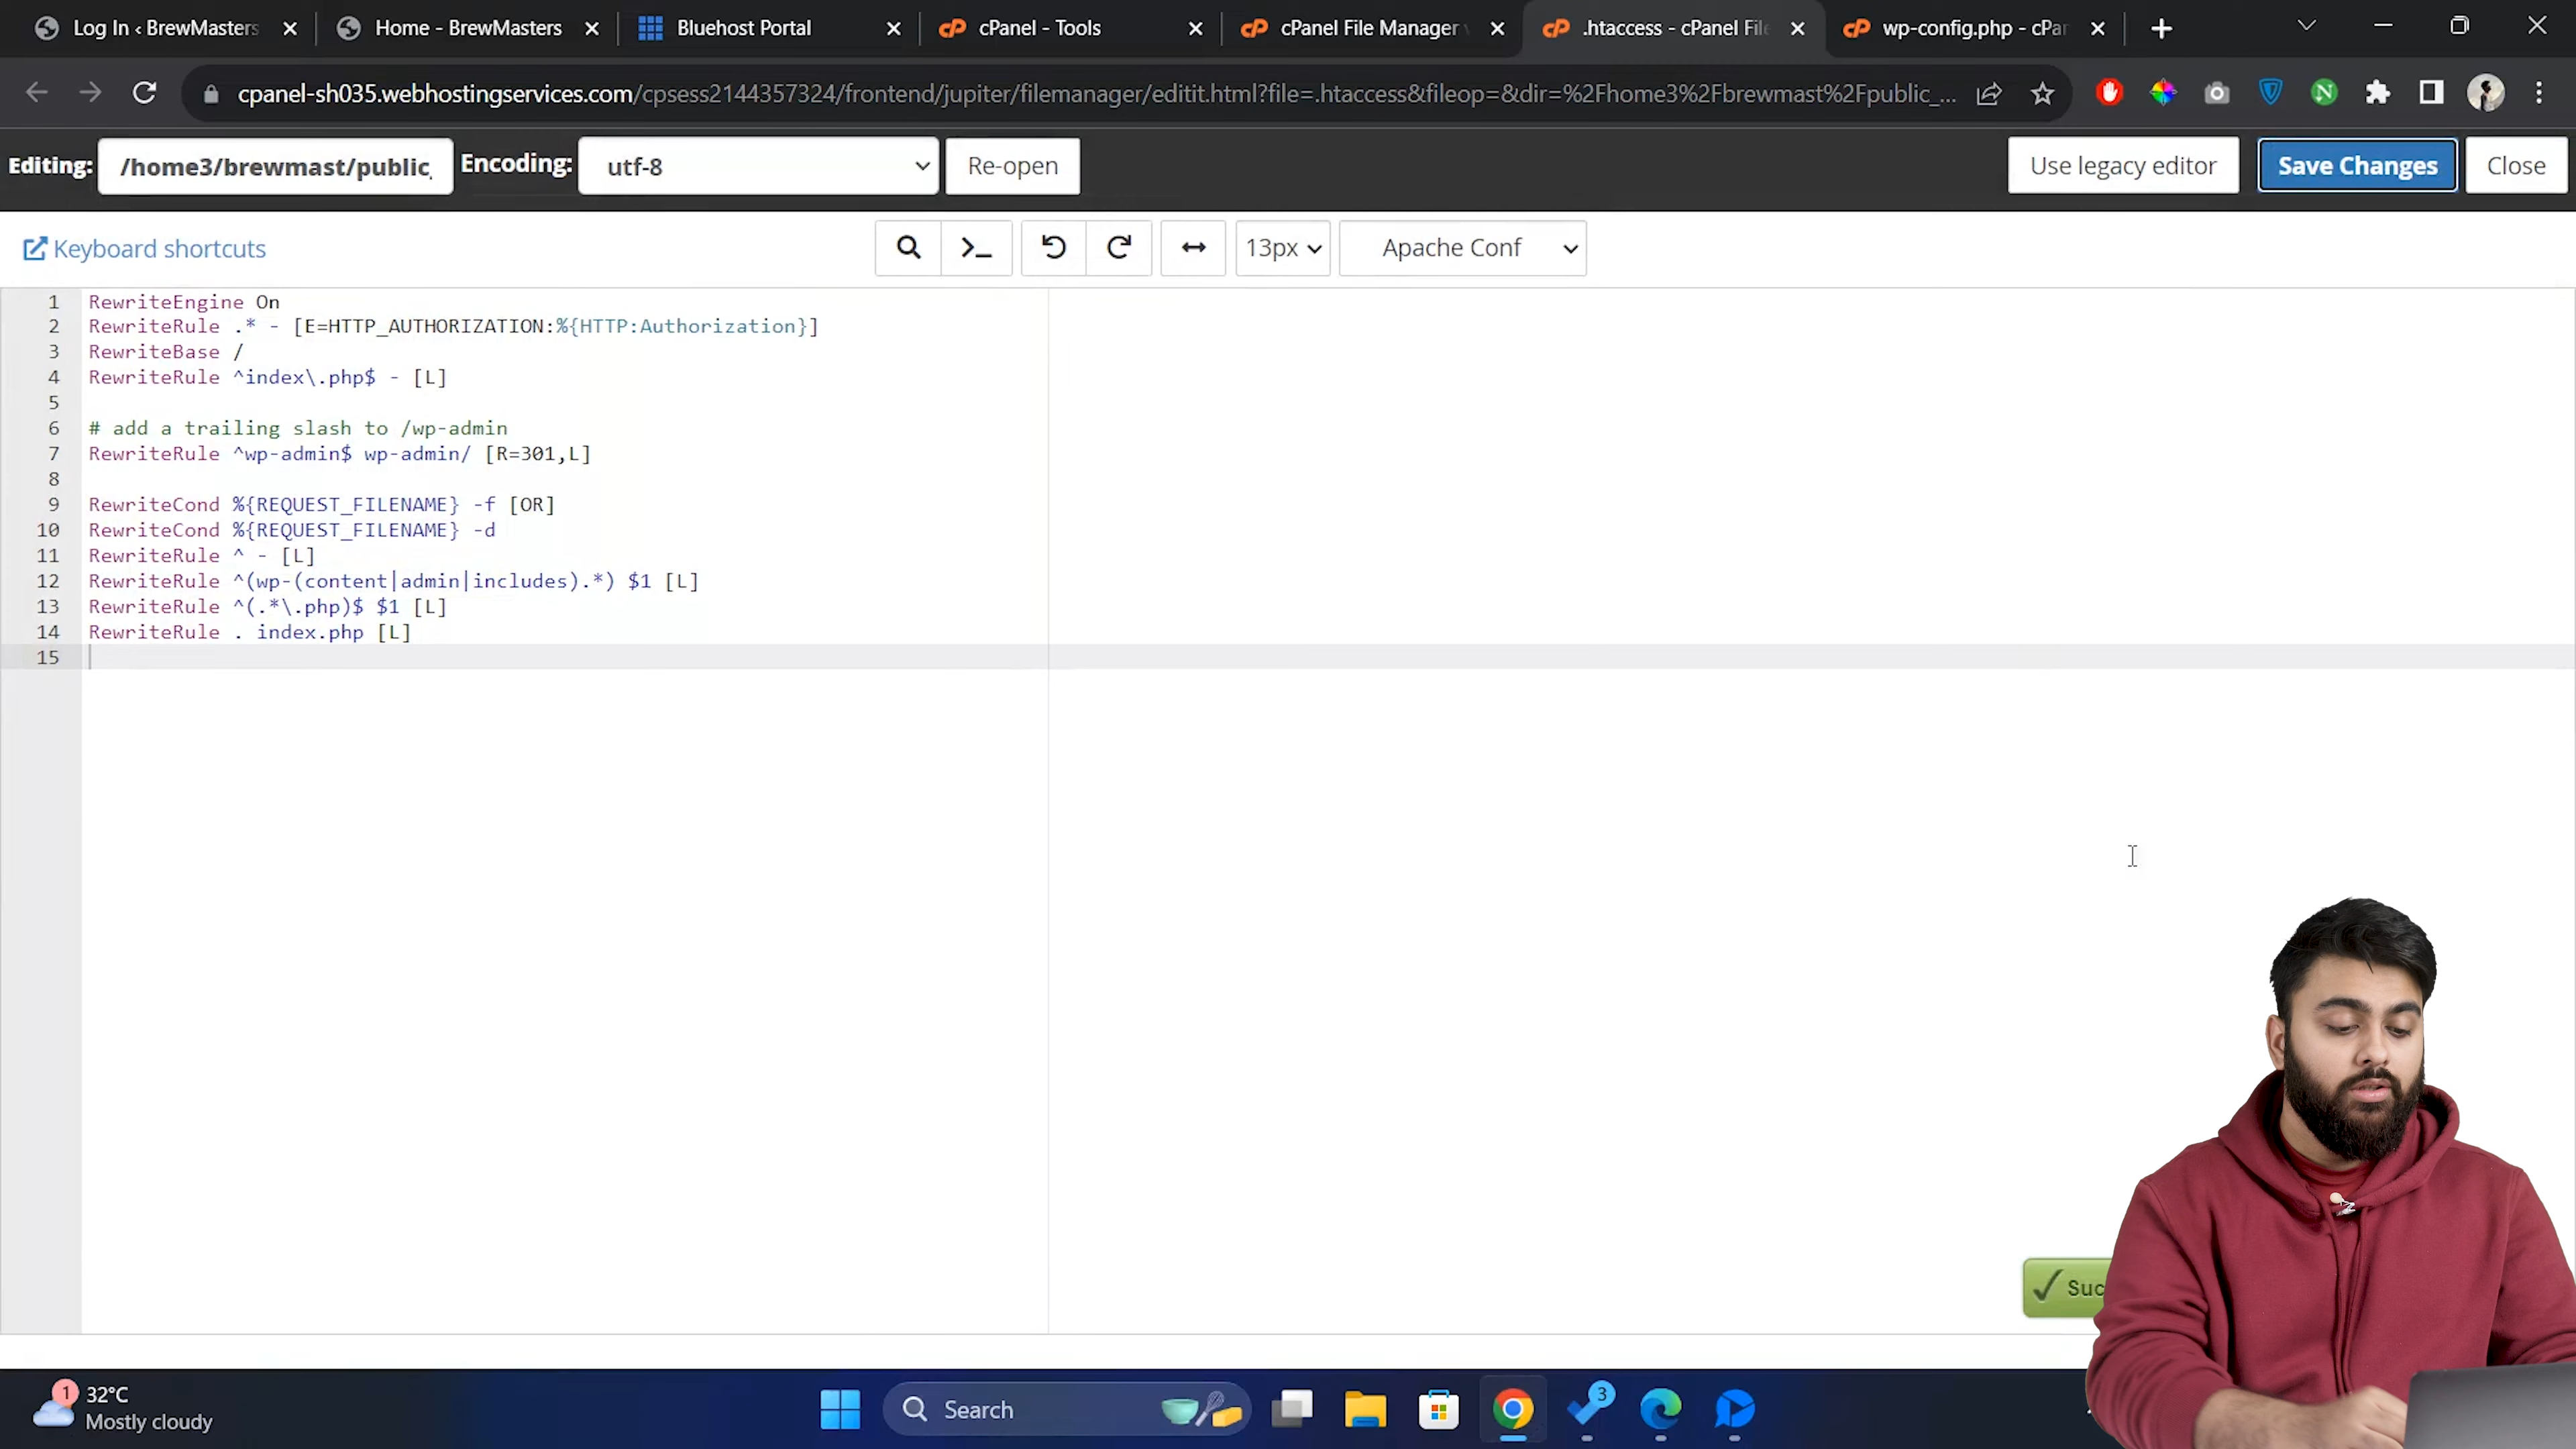 Log In ‹ BrewMasters
Home - BrewMasters
Bluehost Portal
cPanel - Tools
cPanel File Manager
.htaccess - cPanel File
wp-config.php - cPan
cpanel-sh035.webhostingservices.com/cpsess2144357324/frontend/jupiter/filemanager/editit.html?file=.htaccess&fileop=&dir=%2Fhome3%2Fbrewmast%2Fpublic_...
Editing: /home3/brewmast/public_ Encoding: utf-8 Re-open Use legacy editor Save Changes Close
Keyboard shortcuts 13px Apache Conf
1 RewriteEngine On
2 RewriteRule .* - [E=HTTP_AUTHORIZATION:%{HTTP:Authorization}]
3 RewriteBase /
4 RewriteRule ^index\.php$ - [L]
5
6 # add a trailing slash to /wp-admin
7 RewriteRule ^wp-admin$ wp-admin/ [R=301,L]
8
9 RewriteCond %{REQUEST_FILENAME} -f [OR]
10 RewriteCond %{REQUEST_FILENAME} -d
11 RewriteRule ^ - [L]
12 RewriteRule ^(wp-(content|admin|includes).*) $1 [L]
13 RewriteRule ^(.*\.php)$ $1 [L]
14 RewriteRule . index.php [L]
15
Suc
1 32°C
Mostly cloudy
Search
3